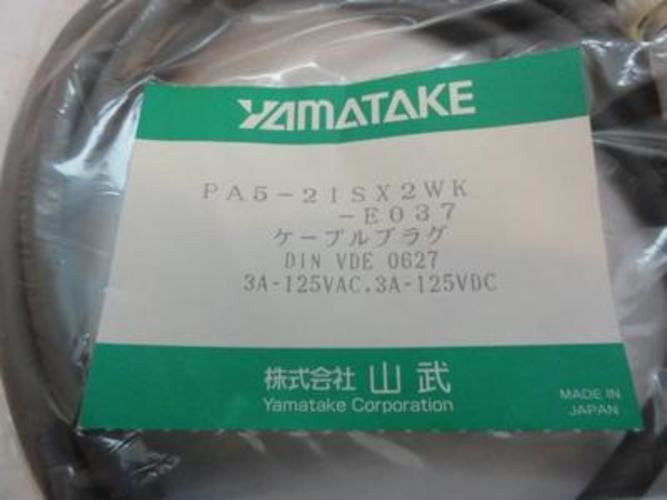 YAMATAKE
PA5-2ISX2WK
-E037
ケーブルプラグ
DIN VDE 0627
3A-125VAC.3A-125VDC
株式会社 山武
Yamatake Corporation
MADE IN
JAPAN